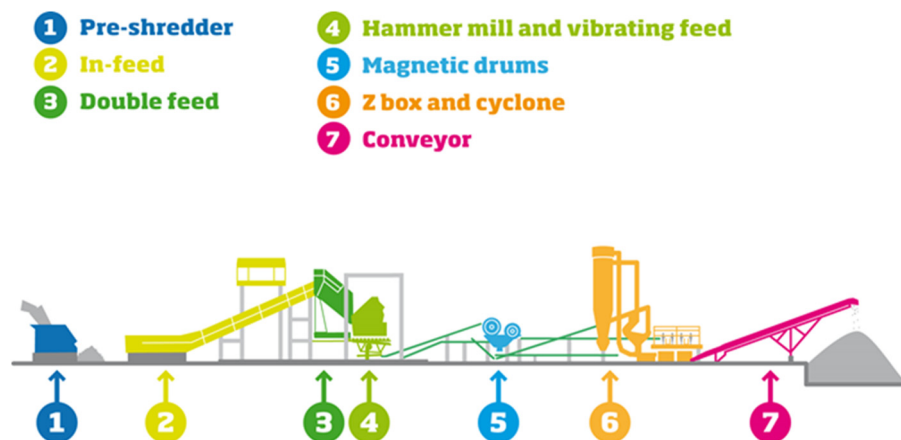 1 Pre-shredder
2 In-feed
3 Double feed
4 Hammer mill and vibrating feed
5 Magnetic drums
6 Z box and cyclone
7 Conveyor
1 2 3 4 5 6 7